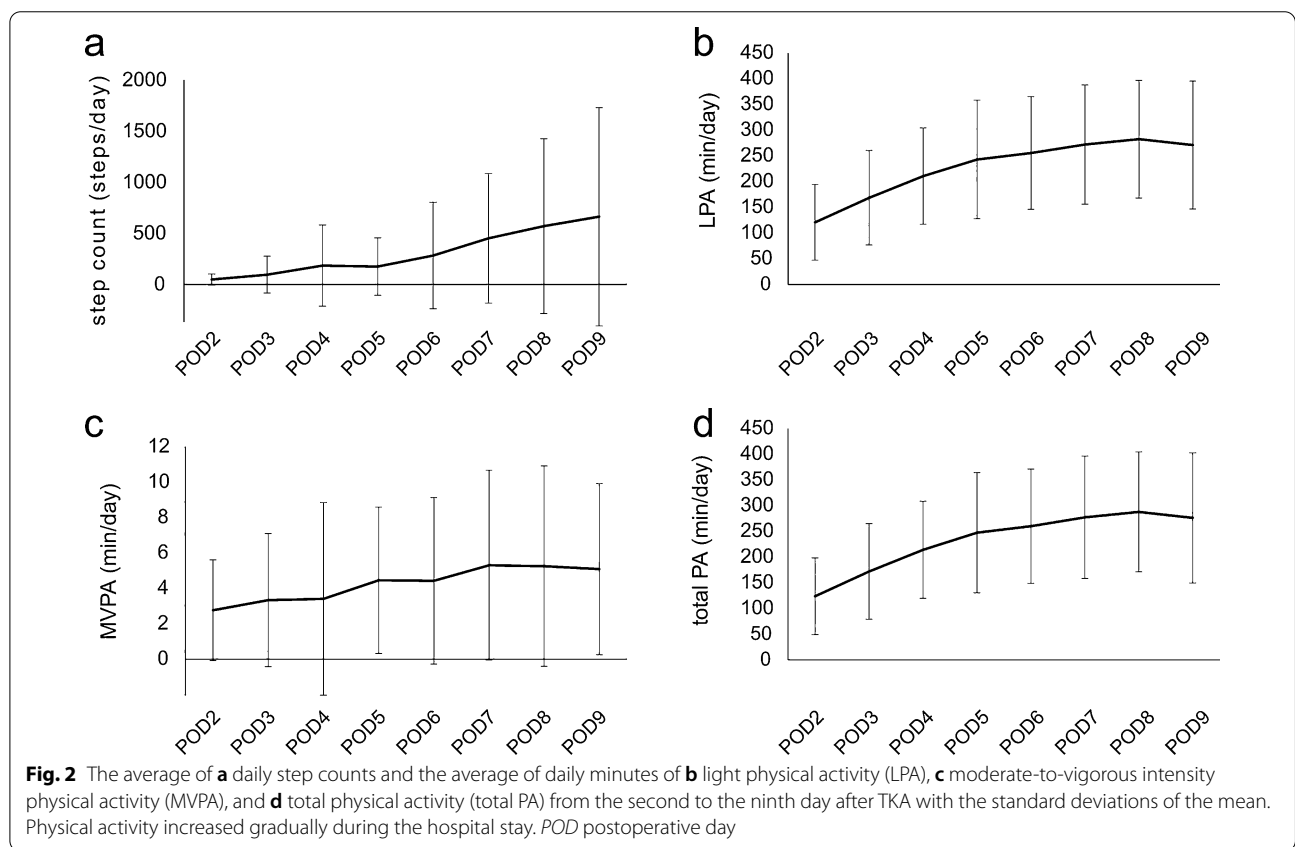 a
step count (steps/day)
2000
1500
1000
500
0
POD2 POD3 POD4 POD5 POD6 POD7 POD8 POD9
b
LPA (min/day)
450
400
350
300
250
200
150
100
50
0
POD2 POD3 POD4 POD5 POD6 POD7 POD8 POD9
c
MVPA (min/day)
12
10
8
6
4
2
0
POD2 POD3 POD4 POD5 POD6 POD7 POD8 POD9
d
total PA (min/day)
450
400
350
300
250
200
150
100
50
0
POD2 POD3 POD4 POD5 POD6 POD7 POD8 POD9
Fig. 2 The average of a daily step counts and the average of daily minutes of b light physical activity (LPA), c moderate-to-vigorous intensity
physical activity (MVPA), and d total physical activity (total PA) from the second to the ninth day after TKA with the standard deviations of the mean.
Physical activity increased gradually during the hospital stay. POD postoperative day